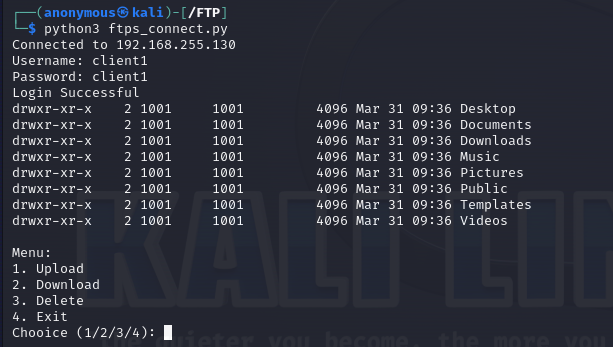 ┌──(anonymous㉿kali)-[/FTP]
└─$ python3 ftps_connect.py
Connected to 192.168.255.130
Username: client1
Password: client1
Login Successful
drwxr-xr-x    2 1001     1001         4096 Mar 31 09:36 Desktop
drwxr-xr-x    2 1001     1001         4096 Mar 31 09:36 Documents
drwxr-xr-x    2 1001     1001         4096 Mar 31 09:36 Downloads
drwxr-xr-x    2 1001     1001         4096 Mar 31 09:36 Music
drwxr-xr-x    2 1001     1001         4096 Mar 31 09:36 Pictures
drwxr-xr-x    2 1001     1001         4096 Mar 31 09:36 Public
drwxr-xr-x    2 1001     1001         4096 Mar 31 09:36 Templates
drwxr-xr-x    2 1001     1001         4096 Mar 31 09:36 Videos
Menu:
1. Upload
2. Download
3. Delete
4. Exit
Chooice (1/2/3/4):
KALI LI
the quieter you become, the more you